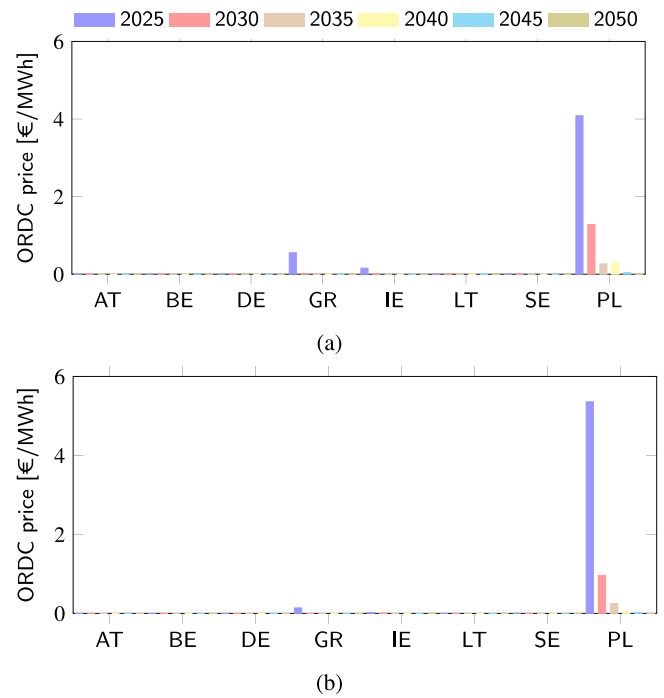 2025 2030 2035 2040 2045 2050
6
4
2
0
ORDC price [€/MWh]
AT BE DE GR IE LT SE PL
(a)
6
4
2
0
ORDC price [€/MWh]
AT BE DE GR IE LT SE PL
(b)